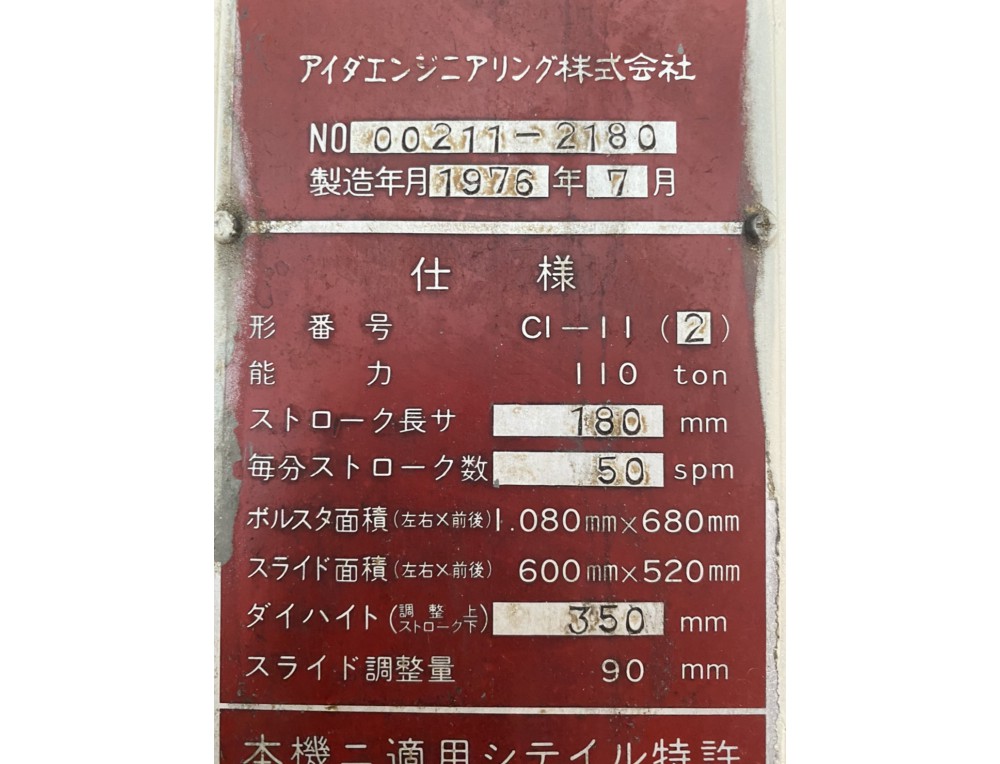 アイダエンジニアリング株式会社
NO 00211-2180
製造年月 1976 年 7 月
仕 様
形番号 C1-11 (2)
能力 110 ton
ストローク長サ 180 mm
毎分ストローク数 50 spm
ボルスタ面積(左右×前後) 1.080mm×680mm
スライド面積(左右×前後) 600mm×520mm
ダイハイト(調整上 ストローク下) 350 mm
スライド調整量 90 mm
本機ニ適用シテイル特許